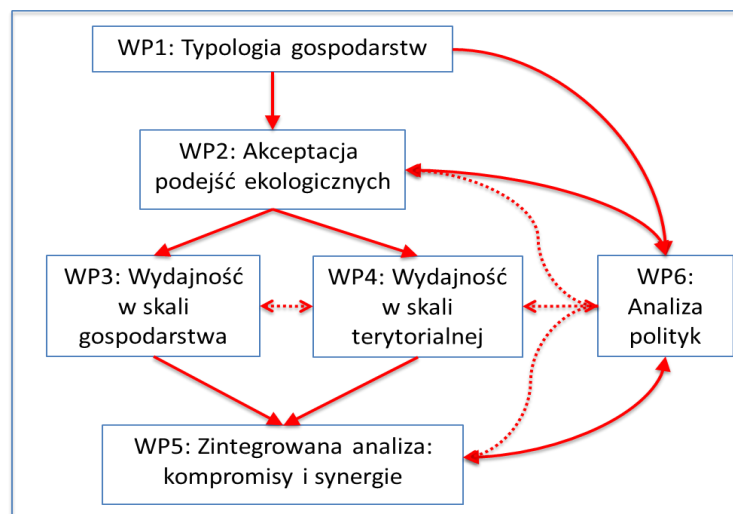 WP1: Typologia gospodarstw
WP2: Akceptacja
podejść ekologicznych
WP3: Wydajność
w skali
gospodarstwa
WP4: Wydajność
w skali
terytorialnej
WP6:
Analiza
polityk
WP5: Zintegrowana analiza:
kompromisy i synergie